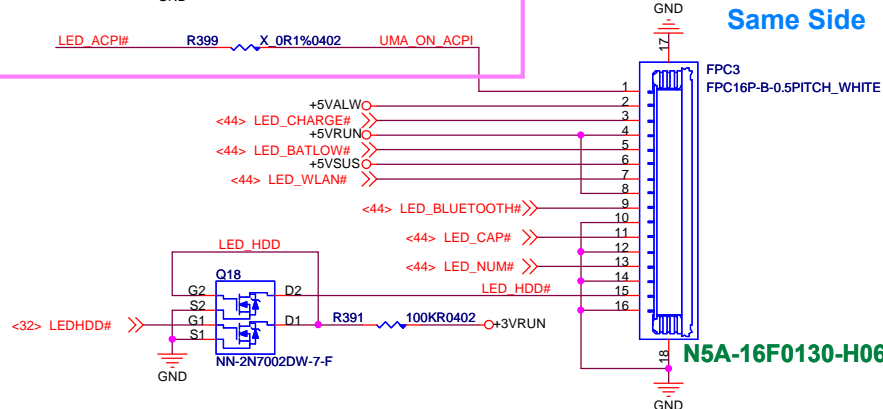 GND
GND
Same Side
LED_ACPI# R399 X_0R1%0402 UMA_ON_ACPI
17
FPC3
FPC16P-B-0.5PITCH_WHITE
1
+5VALW 2
<44> LED_CHARGE# 3
+5VRUN 4
<44> LED_BATLOW# 5
+5VSUS 6
<44> LED_WLAN# 7
8
<44> LED_BLUETOOTH# 9
10
<44> LED_CAP# 11
12
<44> LED_NUM# 13
14
LED_HDD
Q18
LED_HDD# 15
G2 D2
S2
16
<32> LEDHDD# G1 D1 R391 100KR0402 +3VRUN
S1
NN-2N7002DW-7-F
GND
18
N5A-16F0130-H06
GND